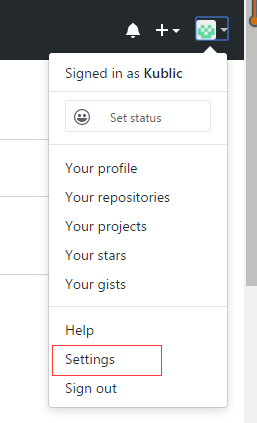 Signed in as Kublic
Set status
Your profile
Your repositories
Your projects
Your stars
Your gists
Help
Settings
Sign out